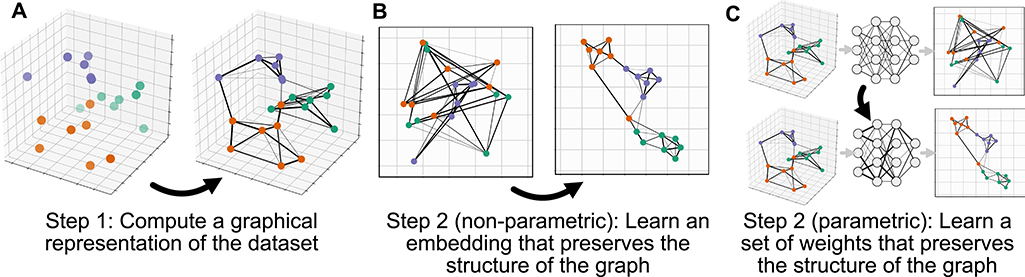 A
B
C
Step 1: Compute a graphical
representation of the dataset
Step 2 (non-parametric): Learn an
embedding that preserves the
structure of the graph
Step 2 (parametric): Learn a
set of weights that preserves
the structure of the graph